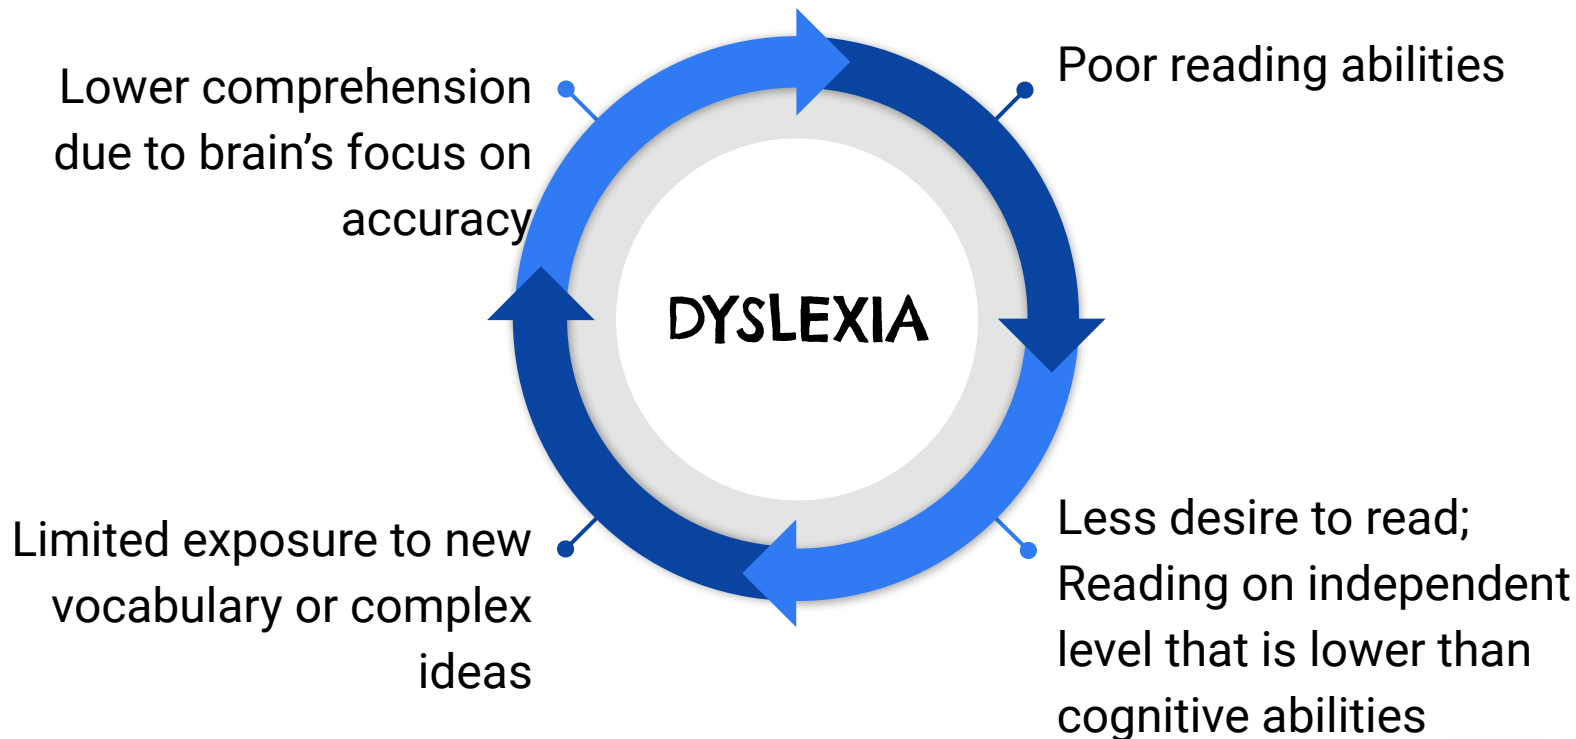 Lower comprehension
due to brain’s focus on
accuracy
Poor reading abilities
DYSLEXIA
Limited exposure to new
vocabulary or complex
ideas
Less desire to read;
Reading on independent
level that is lower than
cognitive abilities